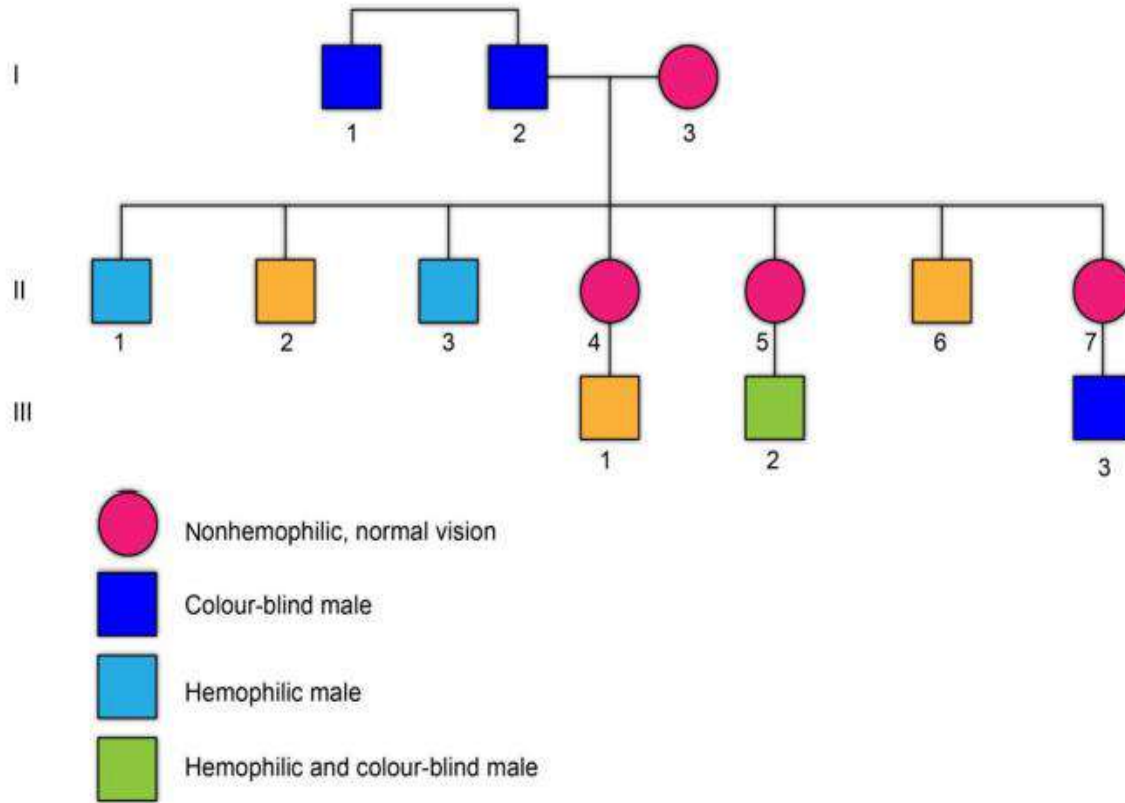 I
1 2 3
II
1 2 3 4 5 6 7
III
1 2 3
Nonhemophilic, normal vision
Colour-blind male
Hemophilic male
Hemophilic and colour-blind male